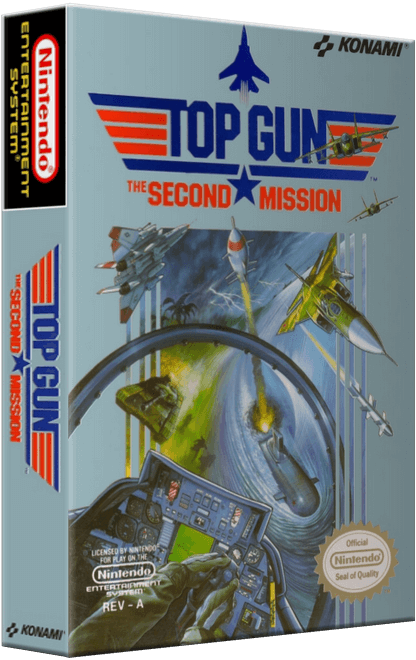 KONAMI
TOP GUN
THE SECOND MISSION
™
LICENSED BY NINTENDO
FOR PLAY ON THE
Nintendo
ENTERTAINMENT
SYSTEM
REV-A
Official
Nintendo
Seal of Quality
Nintendo
ENTERTAINMENT
SYSTEM
TOP GUN
THE SECOND MISSION
KONAMI